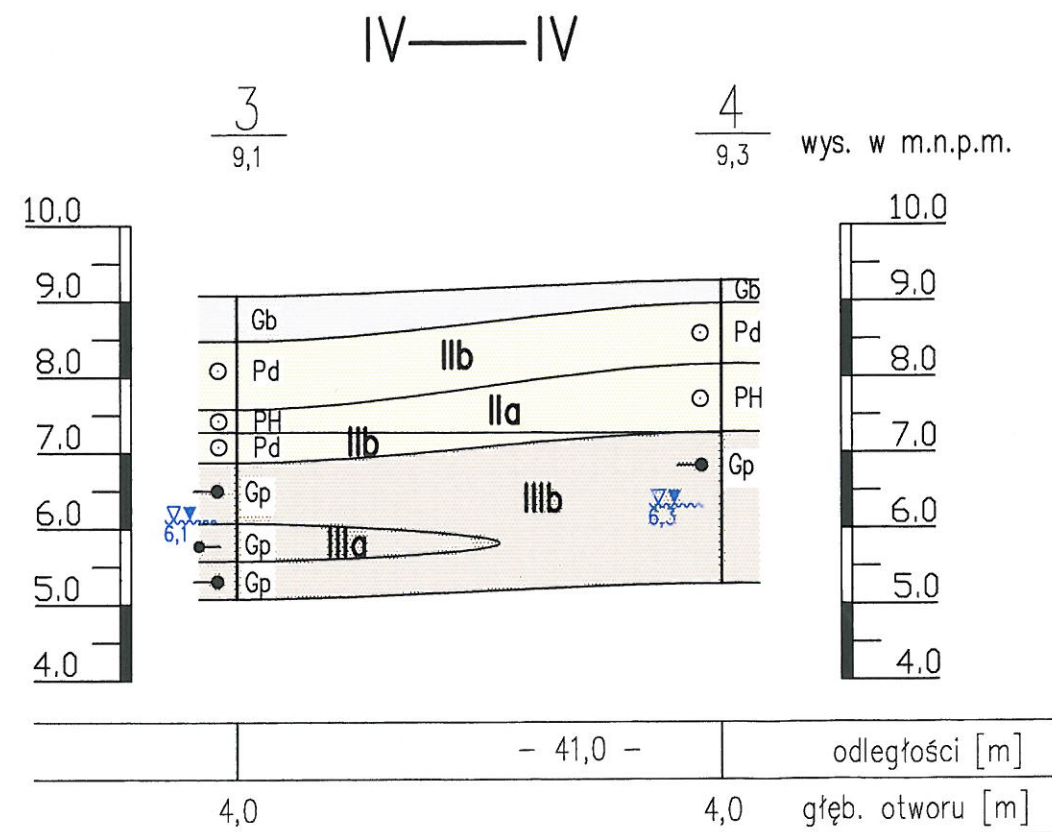 IV — IV
3 4
9,1 9,3 wys. w m.n.p.m.
10,0 10,0
9,0 Gb 9,0
Gb Pd
8,0 IIb 8,0
Pd
PH IIa PH
7,0 Pd IIb 7,0
Gp
Gp IIIb
6,0 6,1 6,3 6,0
Gp IIIa
Gp
5,0 5,0
4,0 4,0
- 41,0 - odległości [m]
4,0 4,0 głęb. otworu [m]